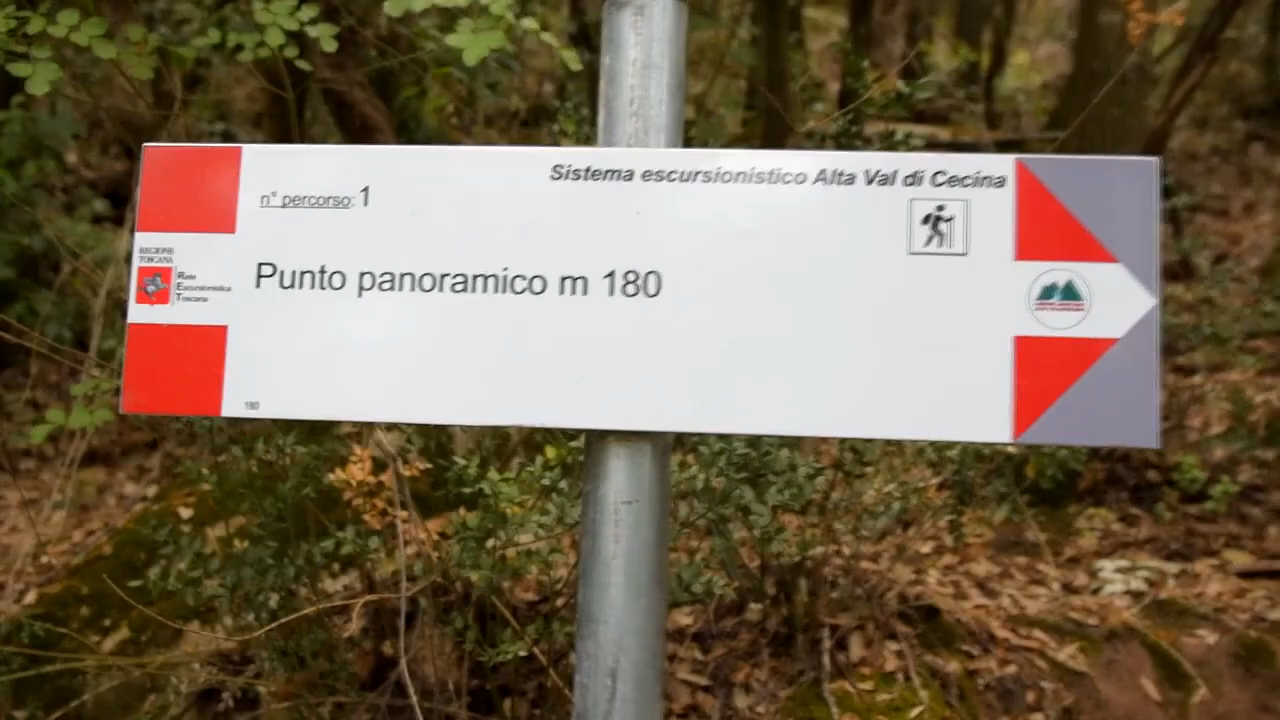 Sistema escursionistico Alta Val di Cecina
n° percorso: 1
REGIONE
TOSCANA
Rete
Escursionistica
Toscana
Punto panoramico m 180
180